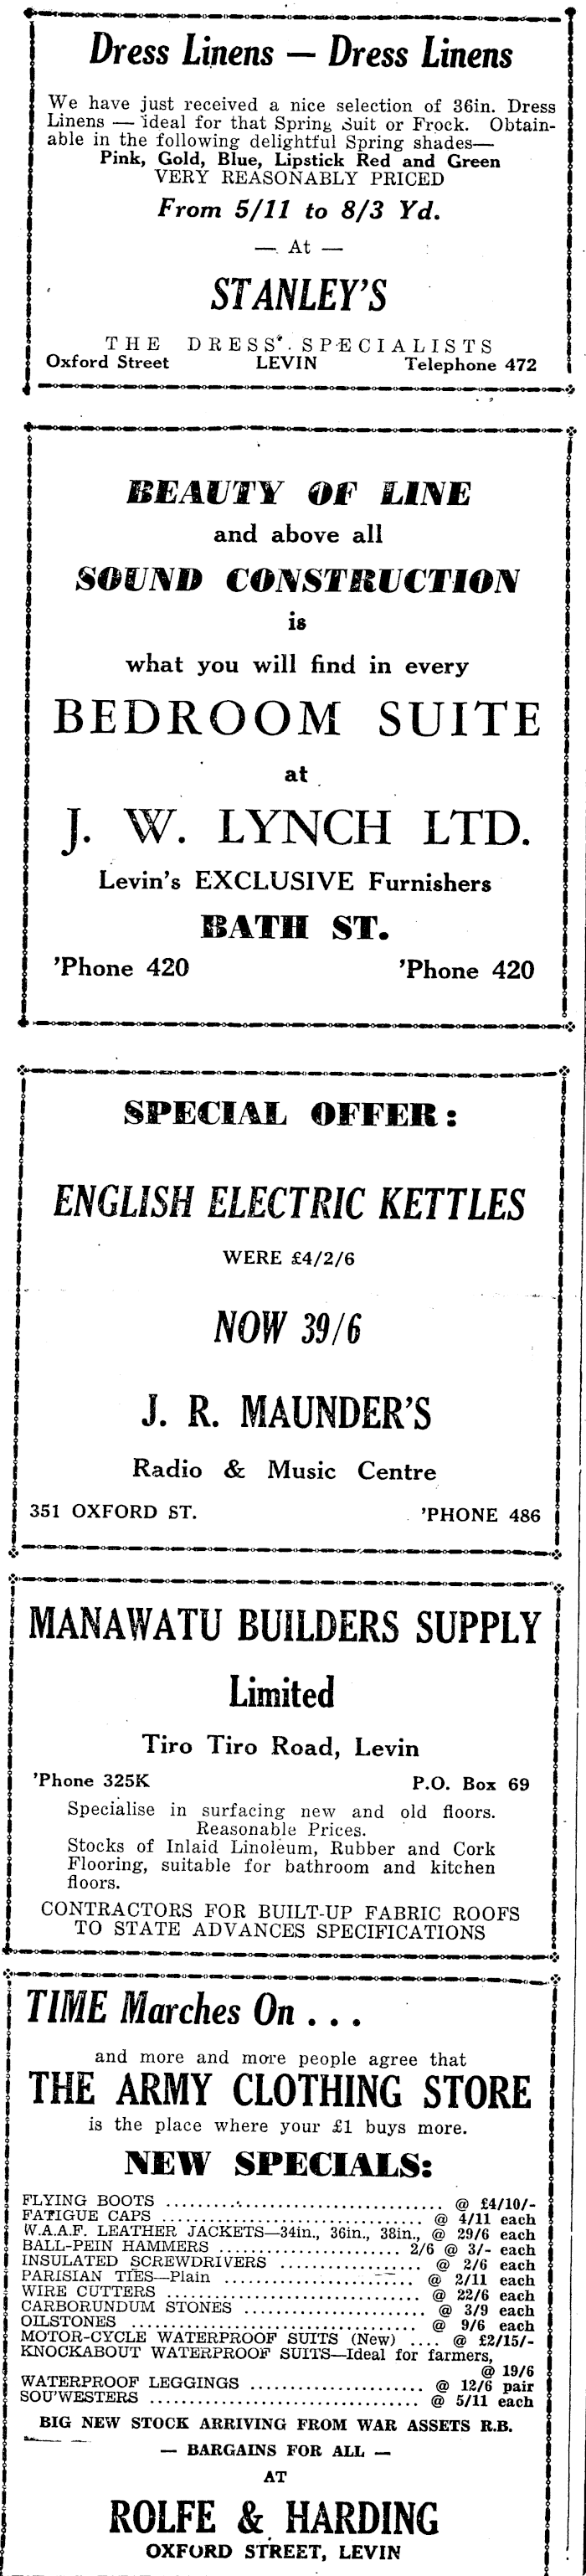 Dress Linens — Dress Linens
We have just received a nice selection of 36in. Dress
Linens — ideal for that Spring Suit or Frock. Obtain-
able in the following delightful Spring shades—
Pink, Gold, Blue, Lipstick Red and Green
VERY REASONABLY PRICED
From 5/11 to 8/3 Yd.
— At —
STANLEY'S
THE DRESS SPECIALISTS
Oxford Street LEVIN Telephone 472
BEAUTY OF LINE
and above all
SOUND CONSTRUCTION
is
what you will find in every
BEDROOM SUITE
at
J. W. LYNCH LTD.
Levin's EXCLUSIVE Furnishers
BATH ST.
'Phone 420 'Phone 420
SPECIAL OFFER:
ENGLISH ELECTRIC KETTLES
WERE £4/2/6
NOW 39/6
J. R. MAUNDER'S
Radio & Music Centre
351 OXFORD ST. 'PHONE 486
MANAWATU BUILDERS SUPPLY
Limited
Tiro Tiro Road, Levin
'Phone 325K P.O. Box 69
Specialise in surfacing new and old floors.
Reasonable Prices.
Stocks of Inlaid Linoleum, Rubber and Cork
Flooring, suitable for bathroom and kitchen
floors.
CONTRACTORS FOR BUILT-UP FABRIC ROOFS
TO STATE ADVANCES SPECIFICATIONS
TIME Marches On . . .
and more and more people agree that
THE ARMY CLOTHING STORE
is the place where your £1 buys more.
NEW SPECIALS:
FLYING BOOTS ........ @ £4/10/-
FATIGUE CAPS ........ @ 4/11 each
W.A.A.F. LEATHER JACKETS—34in., 36in., 38in., @ 29/6 each
BALL-PEIN HAMMERS ........ 2/6 @ 3/- each
INSULATED SCREWDRIVERS ........ @ 2/6 each
PARISIAN TIES—Plain ........ @ 2/11 each
WIRE CUTTERS ........ @ 22/6 each
CARBORUNDUM STONES ........ @ 3/9 each
OILSTONES ........ @ 9/6 each
MOTOR-CYCLE WATERPROOF SUITS (New) .... @ £2/15/-
KNOCKABOUT WATERPROOF SUITS—Ideal for farmers,
@ 19/6
WATERPROOF LEGGINGS ........ @ 12/6 pair
SOU'WESTERS ........ @ 5/11 each
BIG NEW STOCK ARRIVING FROM WAR ASSETS R.B.
— BARGAINS FOR ALL —
AT
ROLFE & HARDING
OXFORD STREET, LEVIN